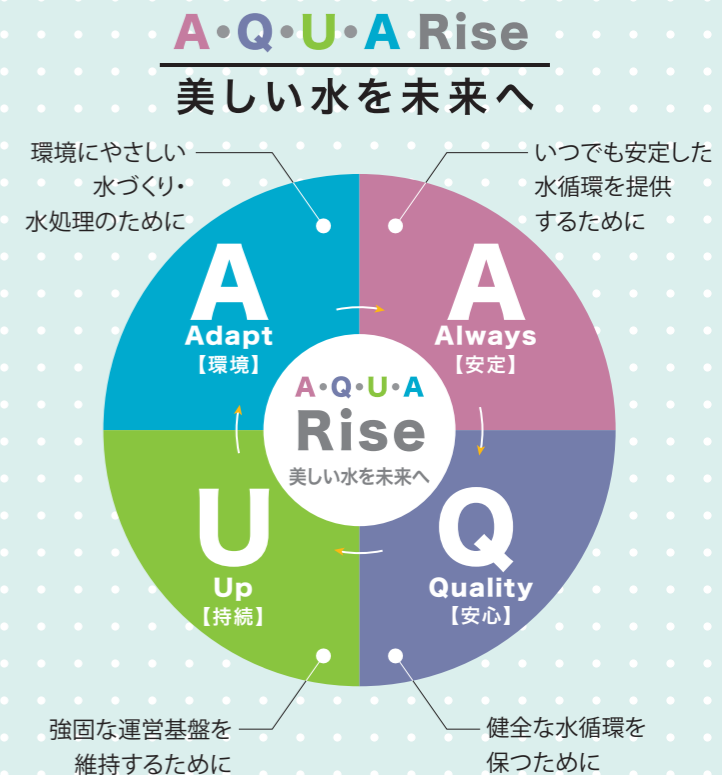 A・Q・U・A Rise
美しい水を未来へ
環境にやさしい
水づくり・
水処理のために
いつでも安定した
水循環を提供
するために
A
Adapt
【環境】
A
Always
【安定】
A・Q・U・A
Rise
美しい水を未来へ
U
Up
【持続】
Q
Quality
【安心】
強固な運営基盤を
維持するために
健全な水循環を
保つために